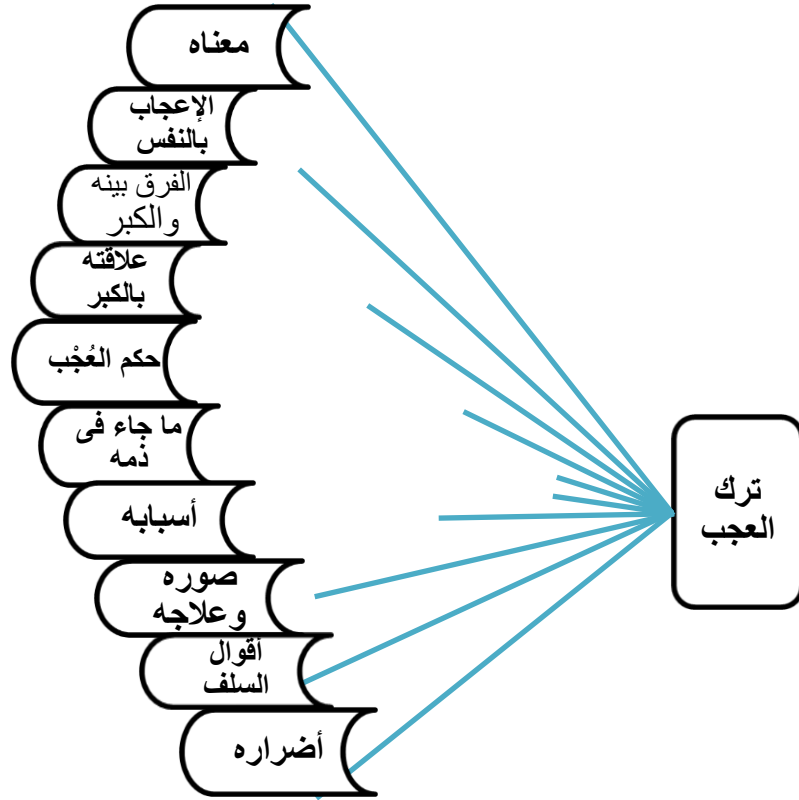 معناه
الإعجاب
بالنفس
الفرق بينه
والكبر
علاقته
بالكبر
حكم العُجْب
ما جاء فى
ذمه
أسبابه
صوره
وعلاجه
أقوال
السلف
أضراره
ترك
العجب